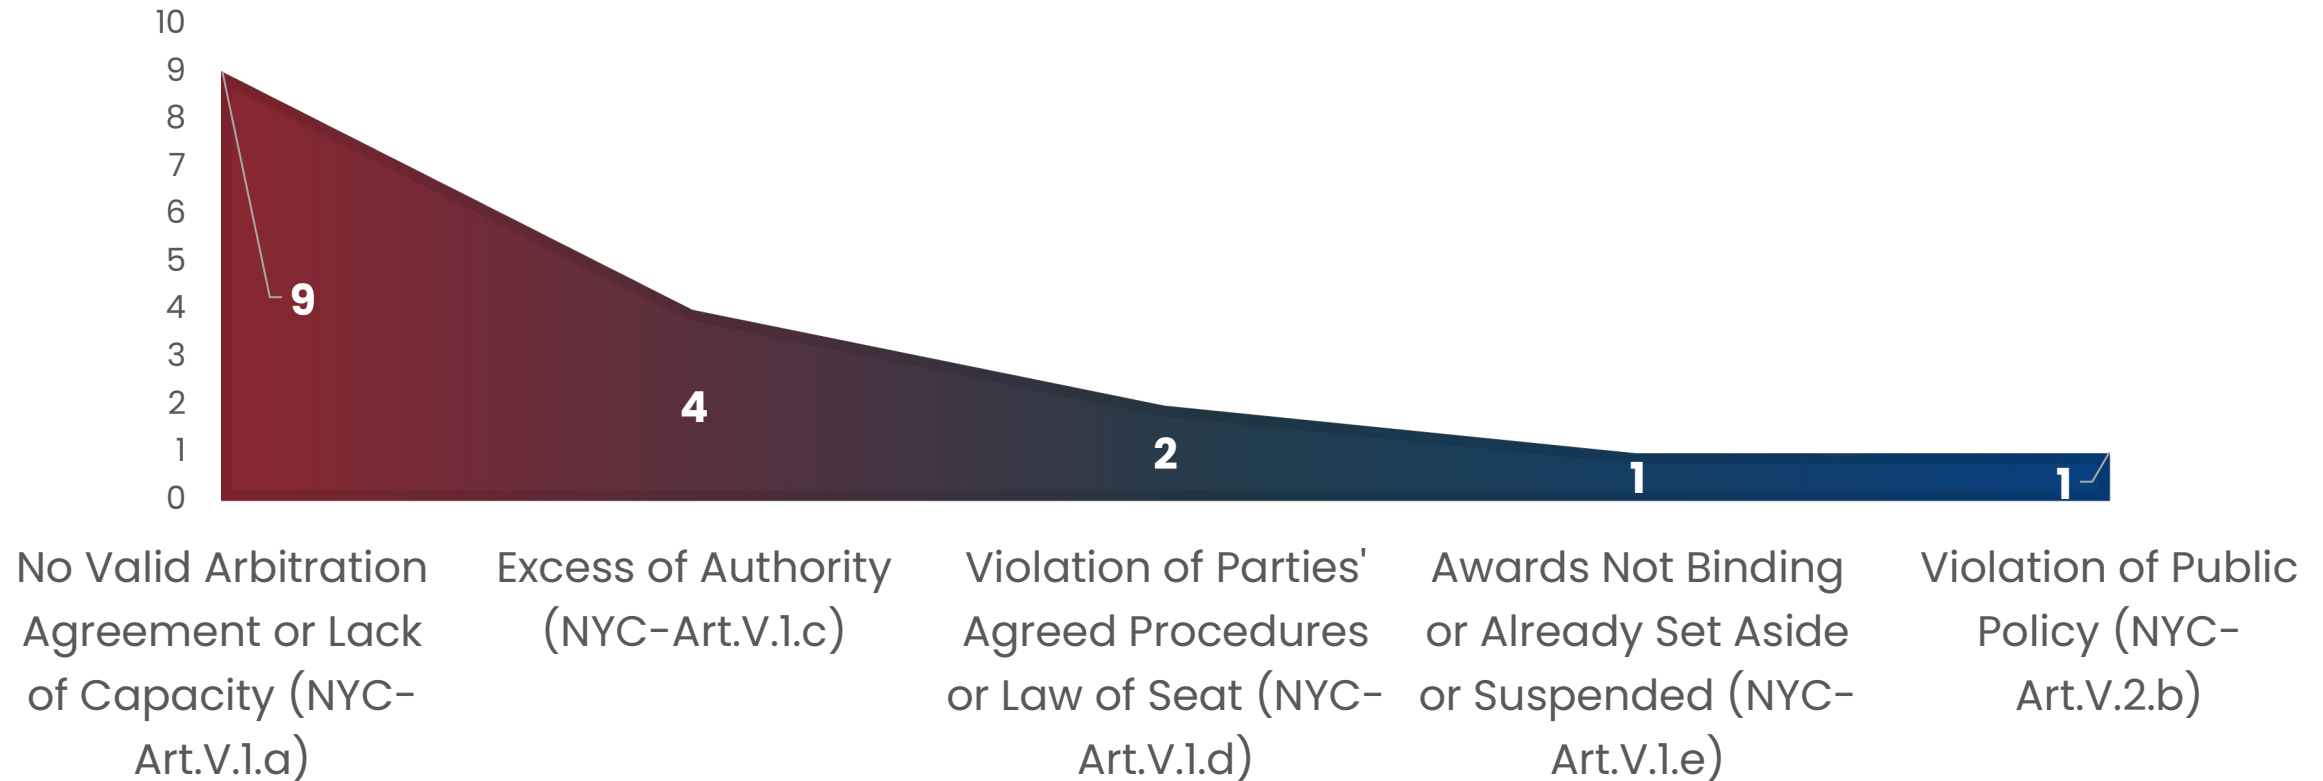 10
9
8
7
6
5
4
3
2
1
0
9
4
2
1
1
No Valid Arbitration
Agreement or Lack
of Capacity (NYC-
Art.V.1.a)
Excess of Authority
(NYC-Art.V.1.c)
Violation of Parties'
Agreed Procedures
or Law of Seat (NYC-
Art.V.1.d)
Awards Not Binding
or Already Set Aside
or Suspended (NYC-
Art.V.1.e)
Violation of Public
Policy (NYC-
Art.V.2.b)